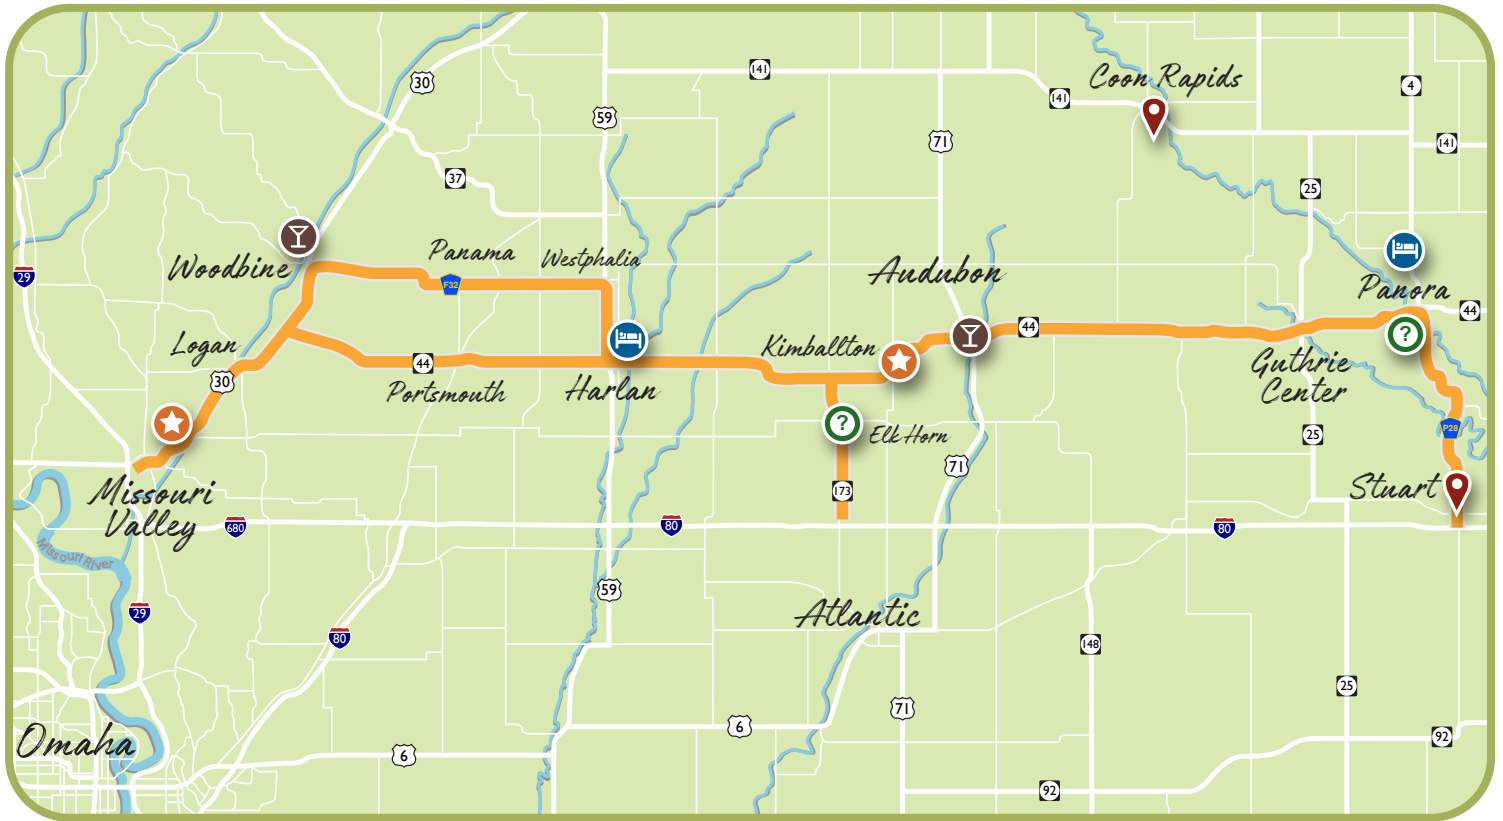 141
Coon Rapids
30
4
141
59
71
141
37
25
Woodbine
Panama
Westphalia
F32
29
Audubon
Panora
44
44
?
Logan
Kimballton
30
44
Portsmouth
Harlan
Guthrie
Center
?
Elk Horn
25
P28
71
173
Missouri
Valley
Stuart
680
80
80
Missouri River
59
29
Atlantic
80
148
25
71
6
92
Omaha
6
92